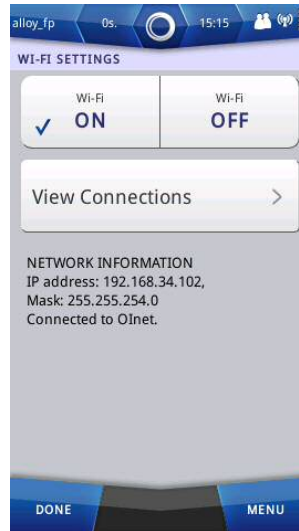 alloy_fp 0s. 15:15
WI-FI SETTINGS
Wi-Fi Wi-Fi
ON OFF
View Connections
NETWORK INFORMATION
IP address: 192.168.34.102,
Mask: 255.255.254.0
Connected to OInet.
DONE MENU